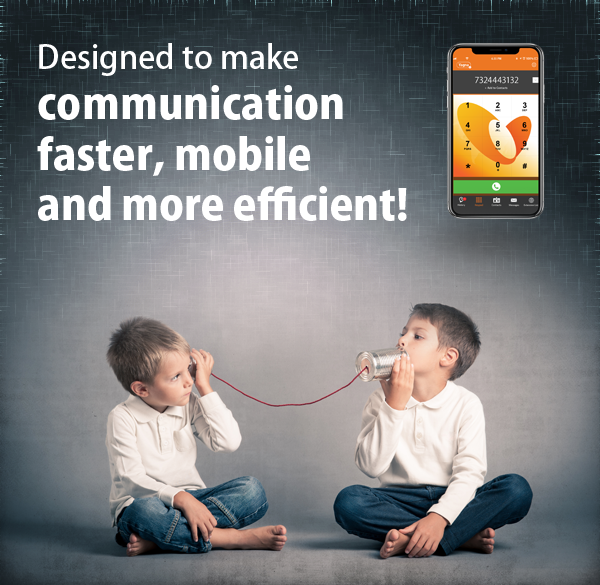 Designed to make
communication
faster, mobile
and more efficient!
7324443132
1 2 3
4 5 6
7 8 9
* 0 #